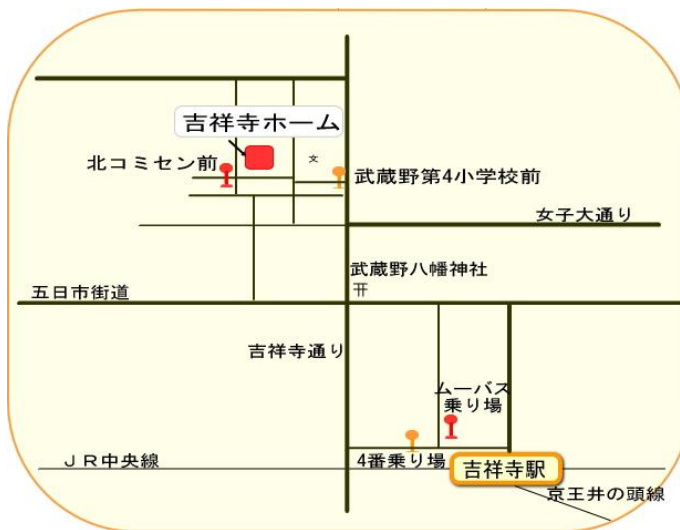 吉祥寺ホーム
北コミセン前
文
武蔵野第4小学校前
女子大通り
武蔵野八幡神社
五日市街道
吉祥寺通り
ムーバス
乗り場
JR中央線
4番乗り場
吉祥寺駅
京王井の頭線